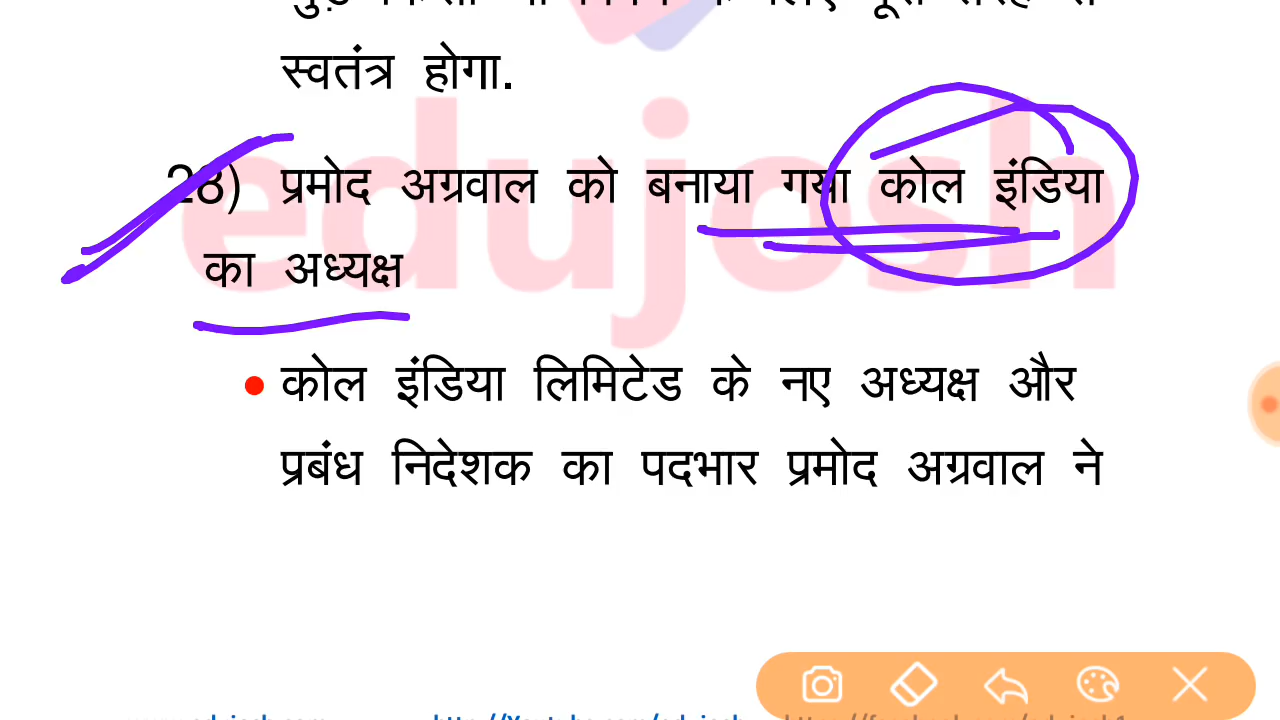 स्वतंत्र होगा.
28) प्रमोद अग्रवाल को बनाया गया कोल इंडिया
का अध्यक्ष
• कोल इंडिया लिमिटेड के नए अध्यक्ष और
प्रबंध निदेशक का पदभार प्रमोद अग्रवाल ने
edujosh